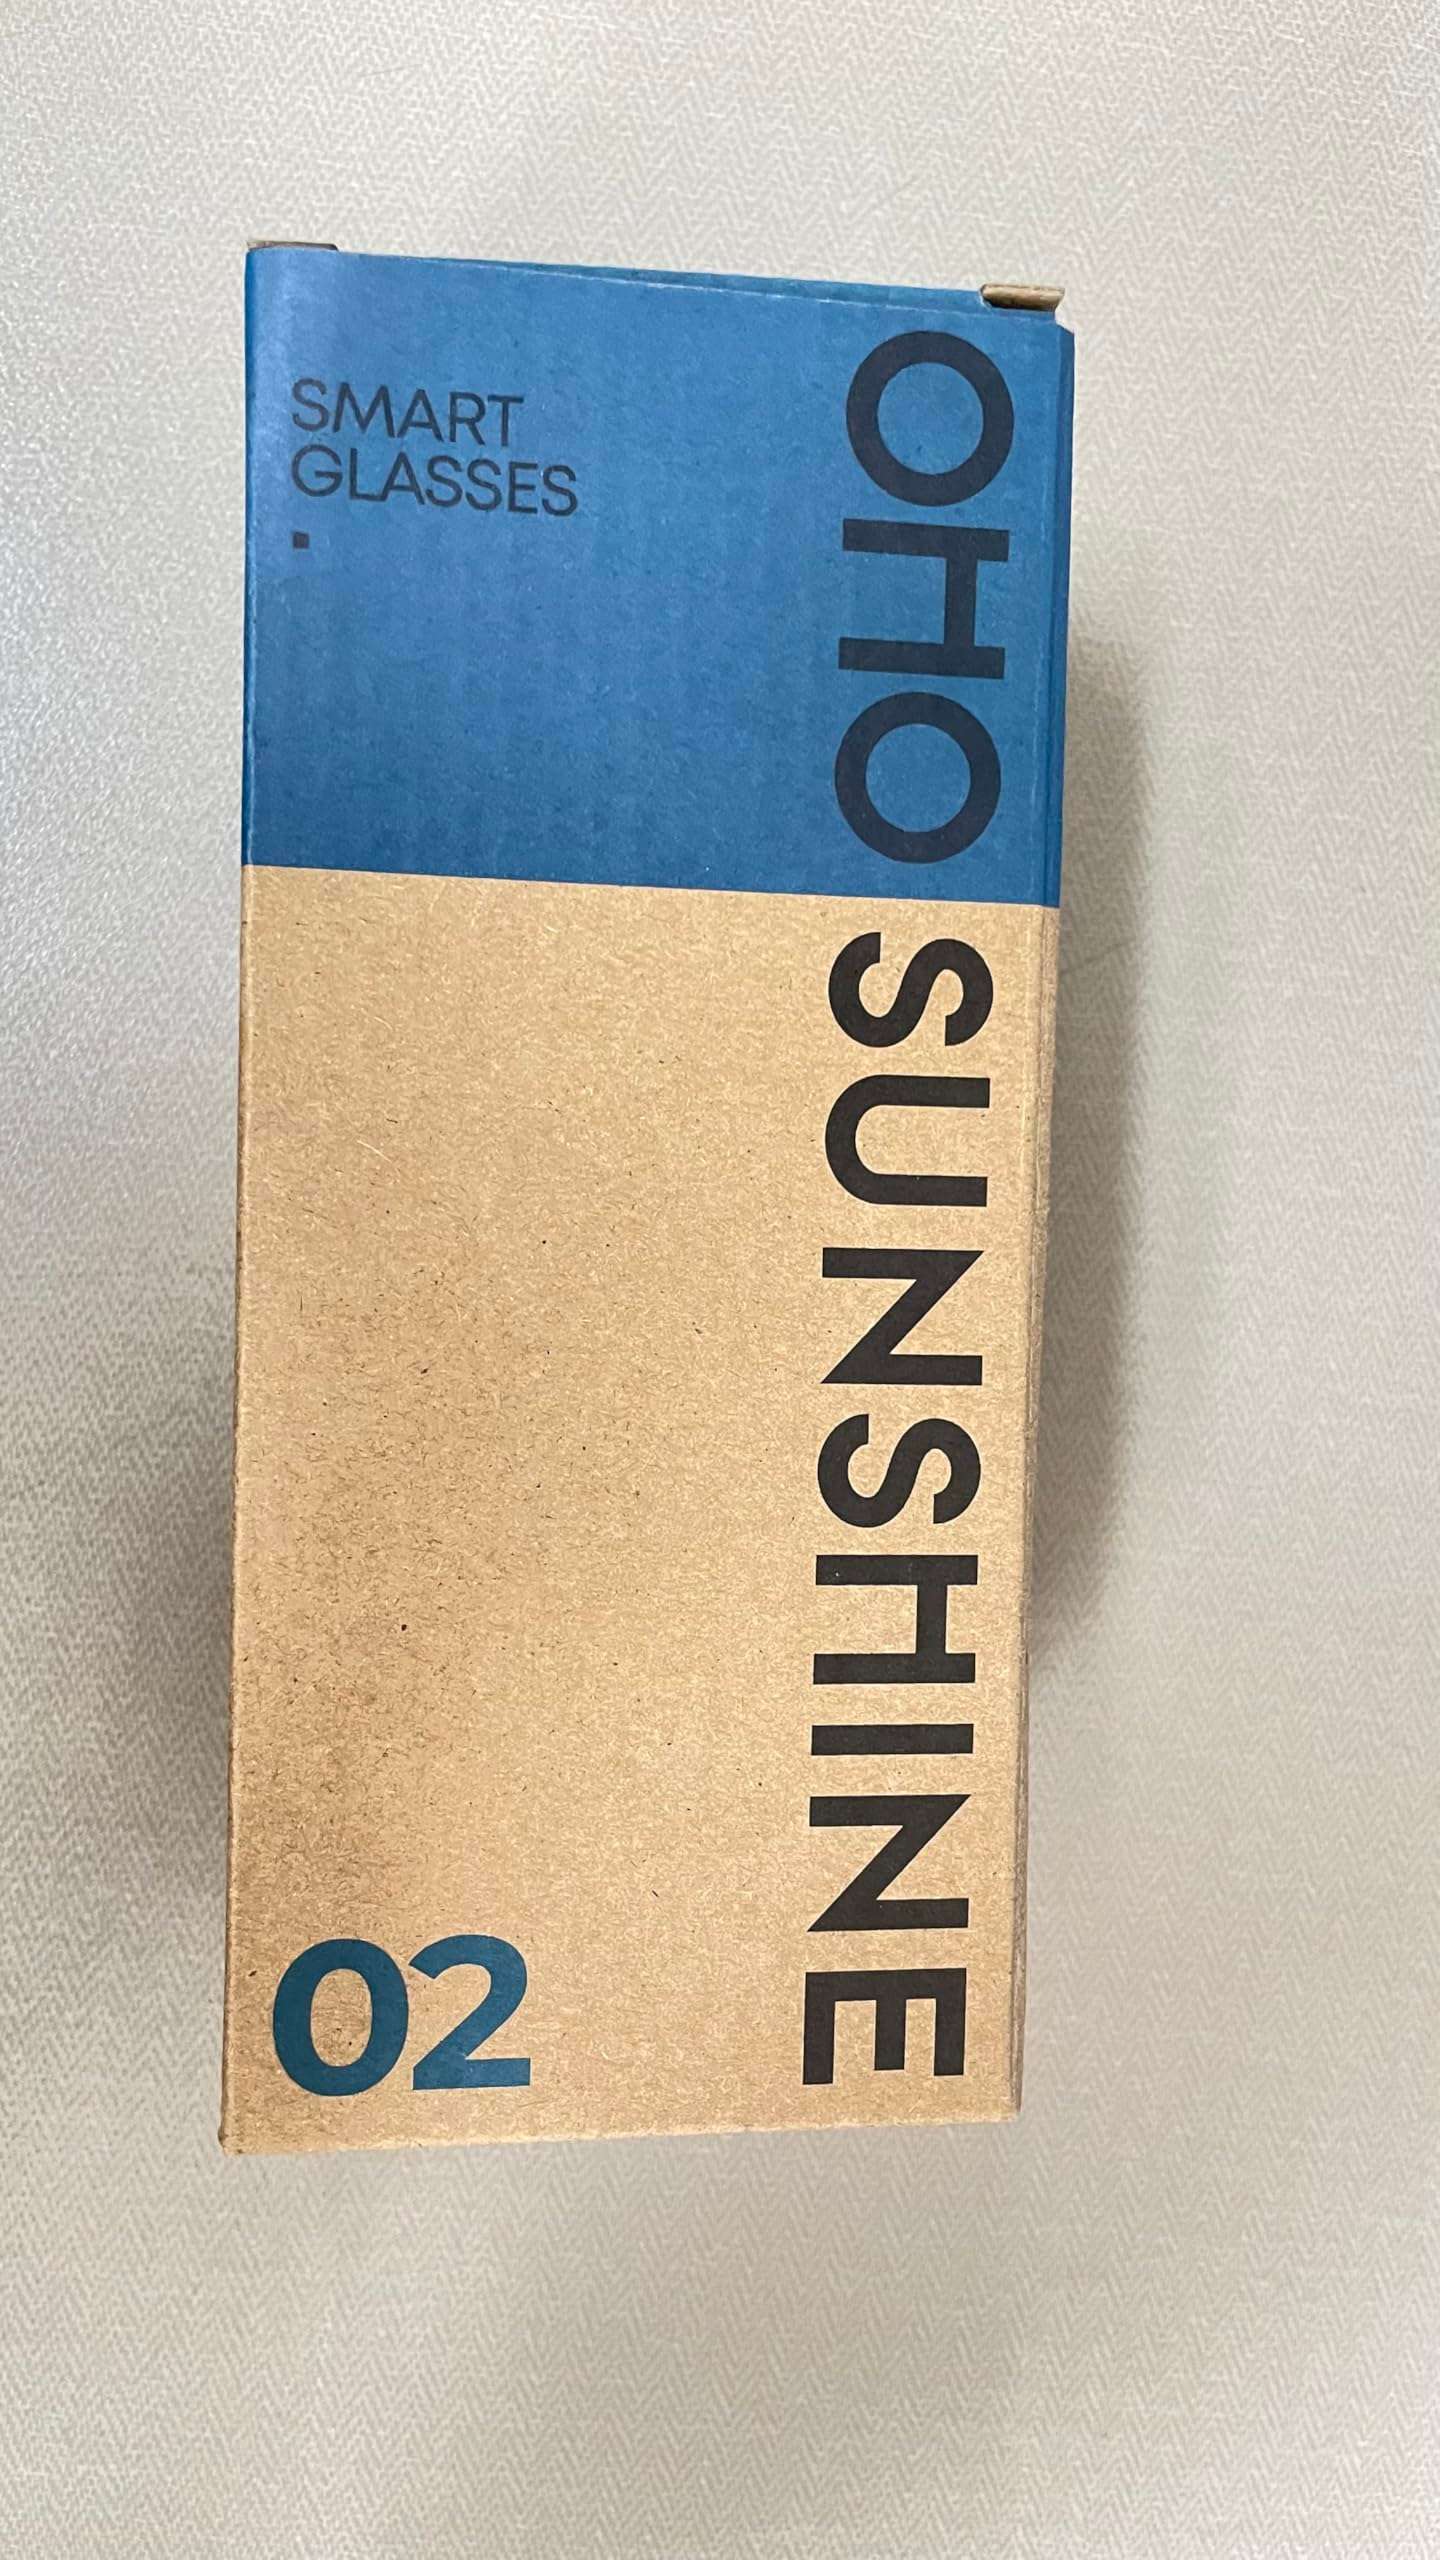 SMART
GLASSES
OHO SUNSHINE
02